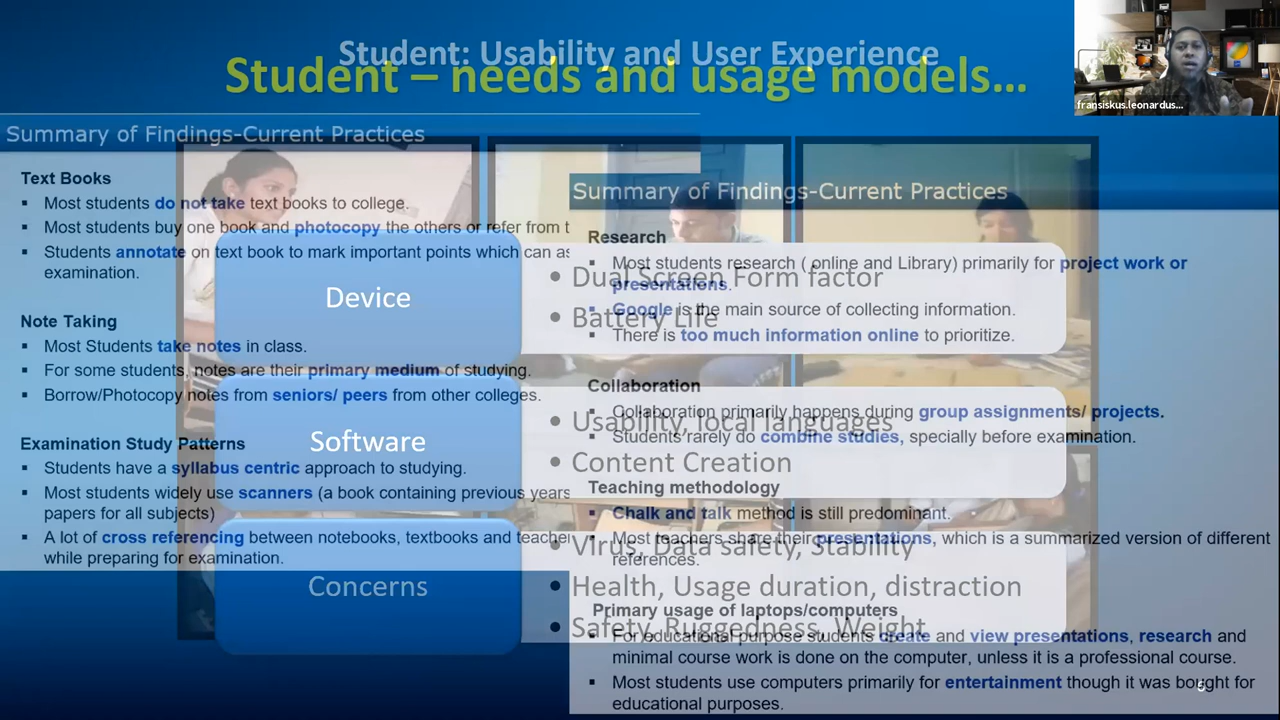 Student: Usability and User Experience
Student – needs and usage models...
fransiskus.leonardus...
Summary of Findings-Current Practices
Text Books
▪ Most students do not take text books to college.
▪ Most students buy one book and photocopy the others or refer from t
▪ Students annotate on text book to mark important points which can as
examination.
Note Taking
▪ Most Students take notes in class.
▪ For some students, notes are their primary medium of studying.
▪ Borrow/Photocopy notes from seniors/ peers from other colleges.
Examination Study Patterns
▪ Students have a syllabus centric approach to studying.
▪ Most students widely use scanners (a book containing previous years
papers for all subjects)
▪ A lot of cross referencing between notebooks, textbooks and teache
while preparing for examination.
Device
Software
Concerns
• Dual Screen Form factor
• Battery Life
• Usability, local languages
• Content Creation
• Virus, Data safety, Stability
• Health, Usage duration, distraction
• Safety, Ruggedness, Weight
Summary of Findings-Current Practices
Research
▪ Most students research ( online and Library) primarily for project work or
presentations.
▪ Google is the main source of collecting information.
▪ There is too much information online to prioritize.
Collaboration
▪ Collaboration primarily happens during group assignments/ projects.
▪ Students rarely do combine studies, specially before examination.
Teaching methodology
▪ Chalk and talk method is still predominant.
▪ Most teachers share their presentations, which is a summarized version of different
references.
Primary usage of laptops/computers
▪ For educational purpose students create and view presentations, research and
minimal course work is done on the computer, unless it is a professional course.
▪ Most students use computers primarily for entertainment though it was bought for
educational purposes.